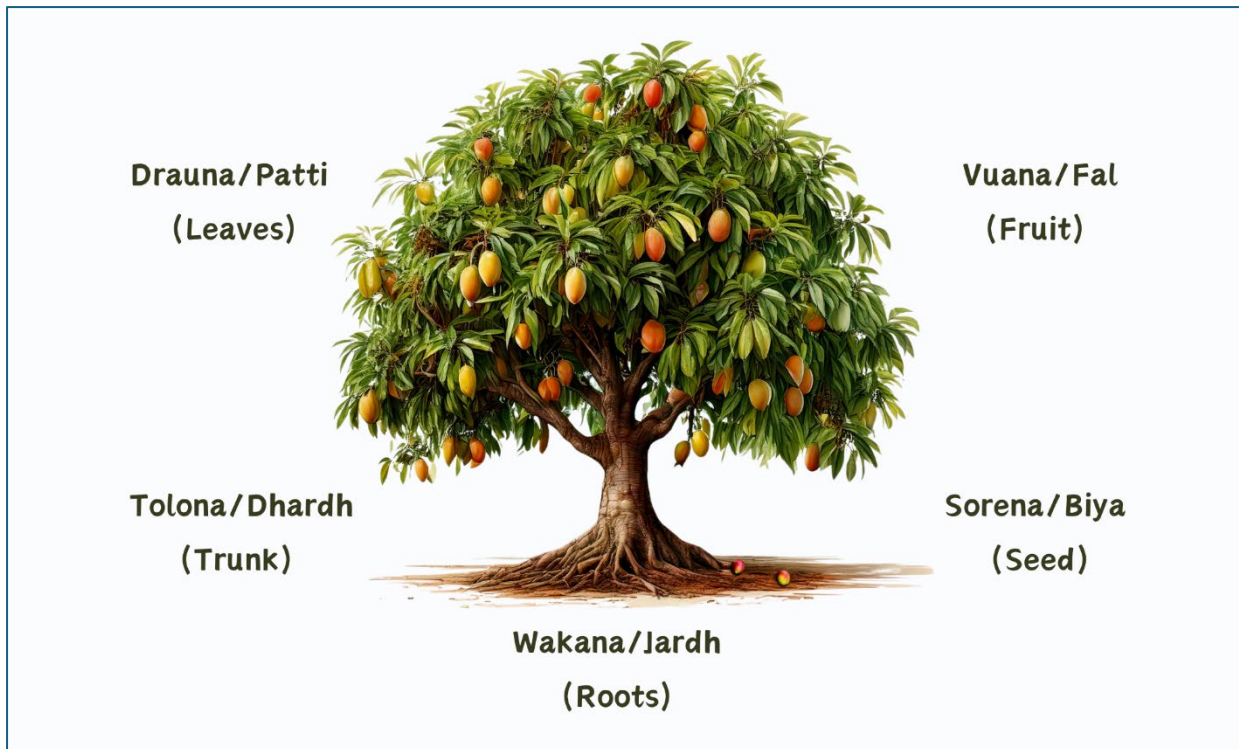 Drauna/Patti
(Leaves)
Vuana/Fal
(Fruit)
Tolona/Dhardh
(Trunk)
Sorena/Biya
(Seed)
Wakana/Jardh
(Roots)